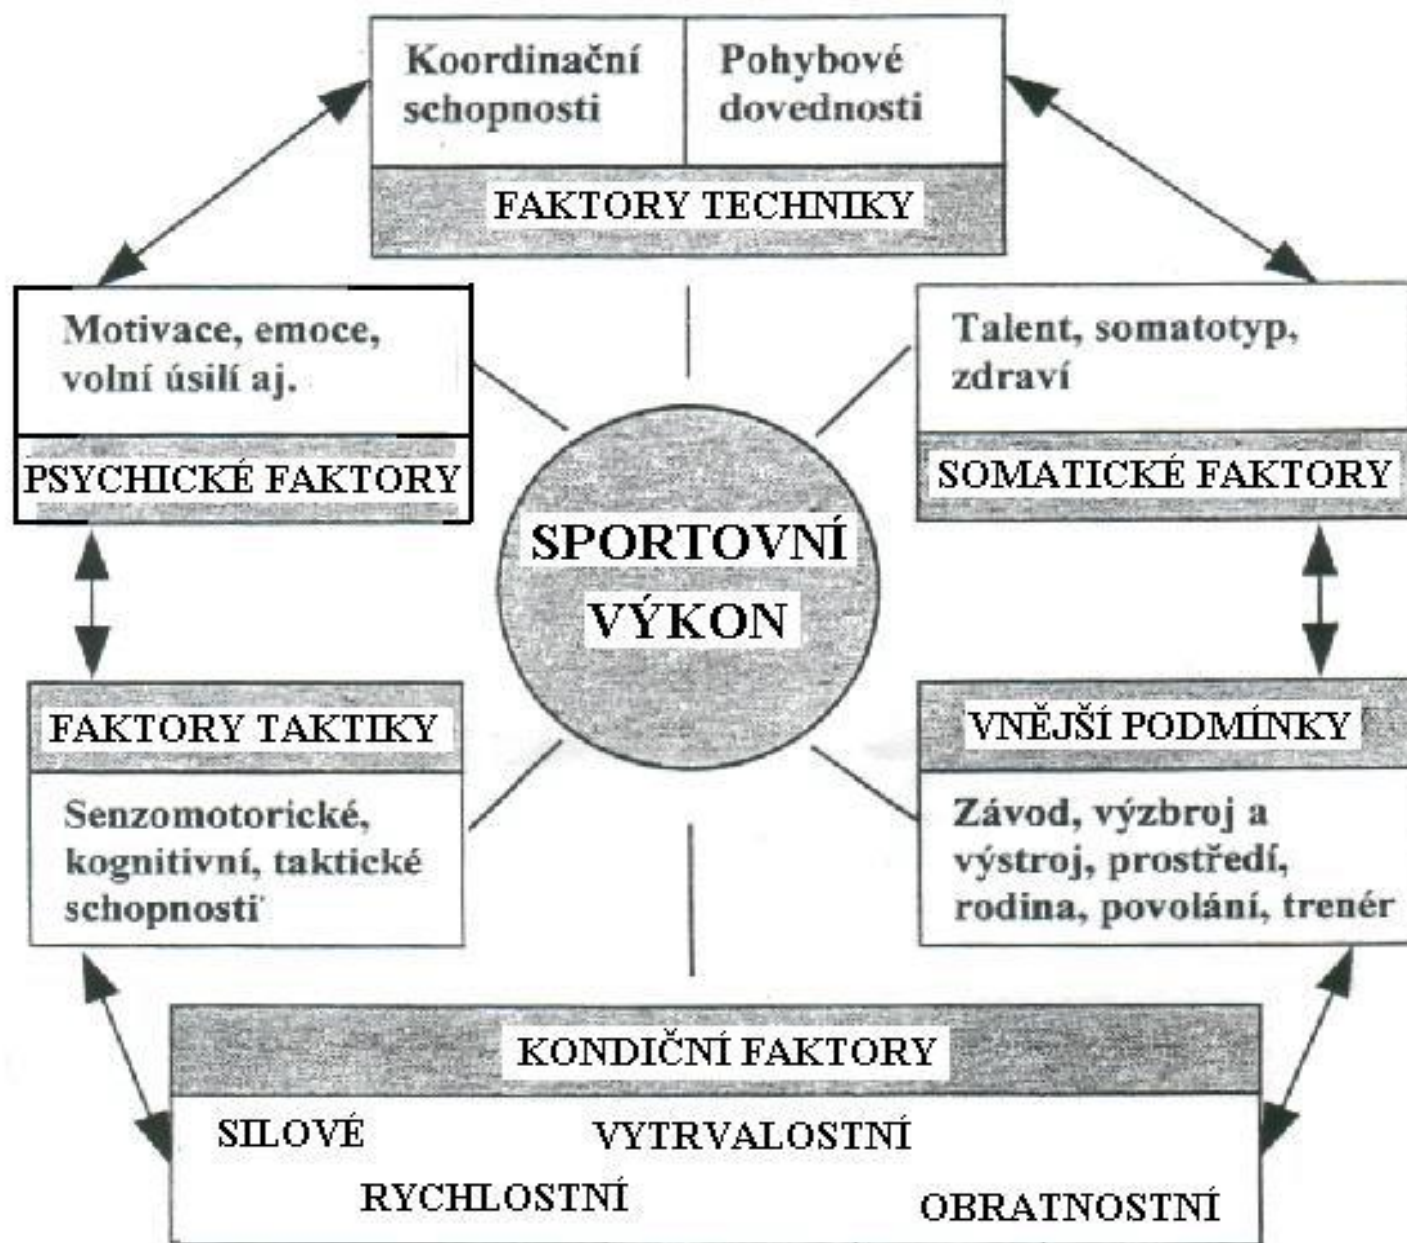 Koordinační
schopnosti
Pohybové
dovednosti
FAKTORY TECHNIKY
Motivace, emoce,
volní úsilí aj.
PSYCHICKÉ FAKTORY
Talent, somatotyp,
zdraví
SOMATICKÉ FAKTORY
SPORTOVNÍ
VÝKON
FAKTORY TAKTIKY
Senzomotorické,
kognitivní, taktické
schopnosti
VNĚJŠÍ PODMÍNKY
Závod, výzbroj a
výstroj, prostředí,
rodina, povolání, trenér
KONDIČNÍ FAKTORY
SILOVÉ
VYTRVALOSTNÍ
RYCHLOSTNÍ
OBRATNOSTNÍ